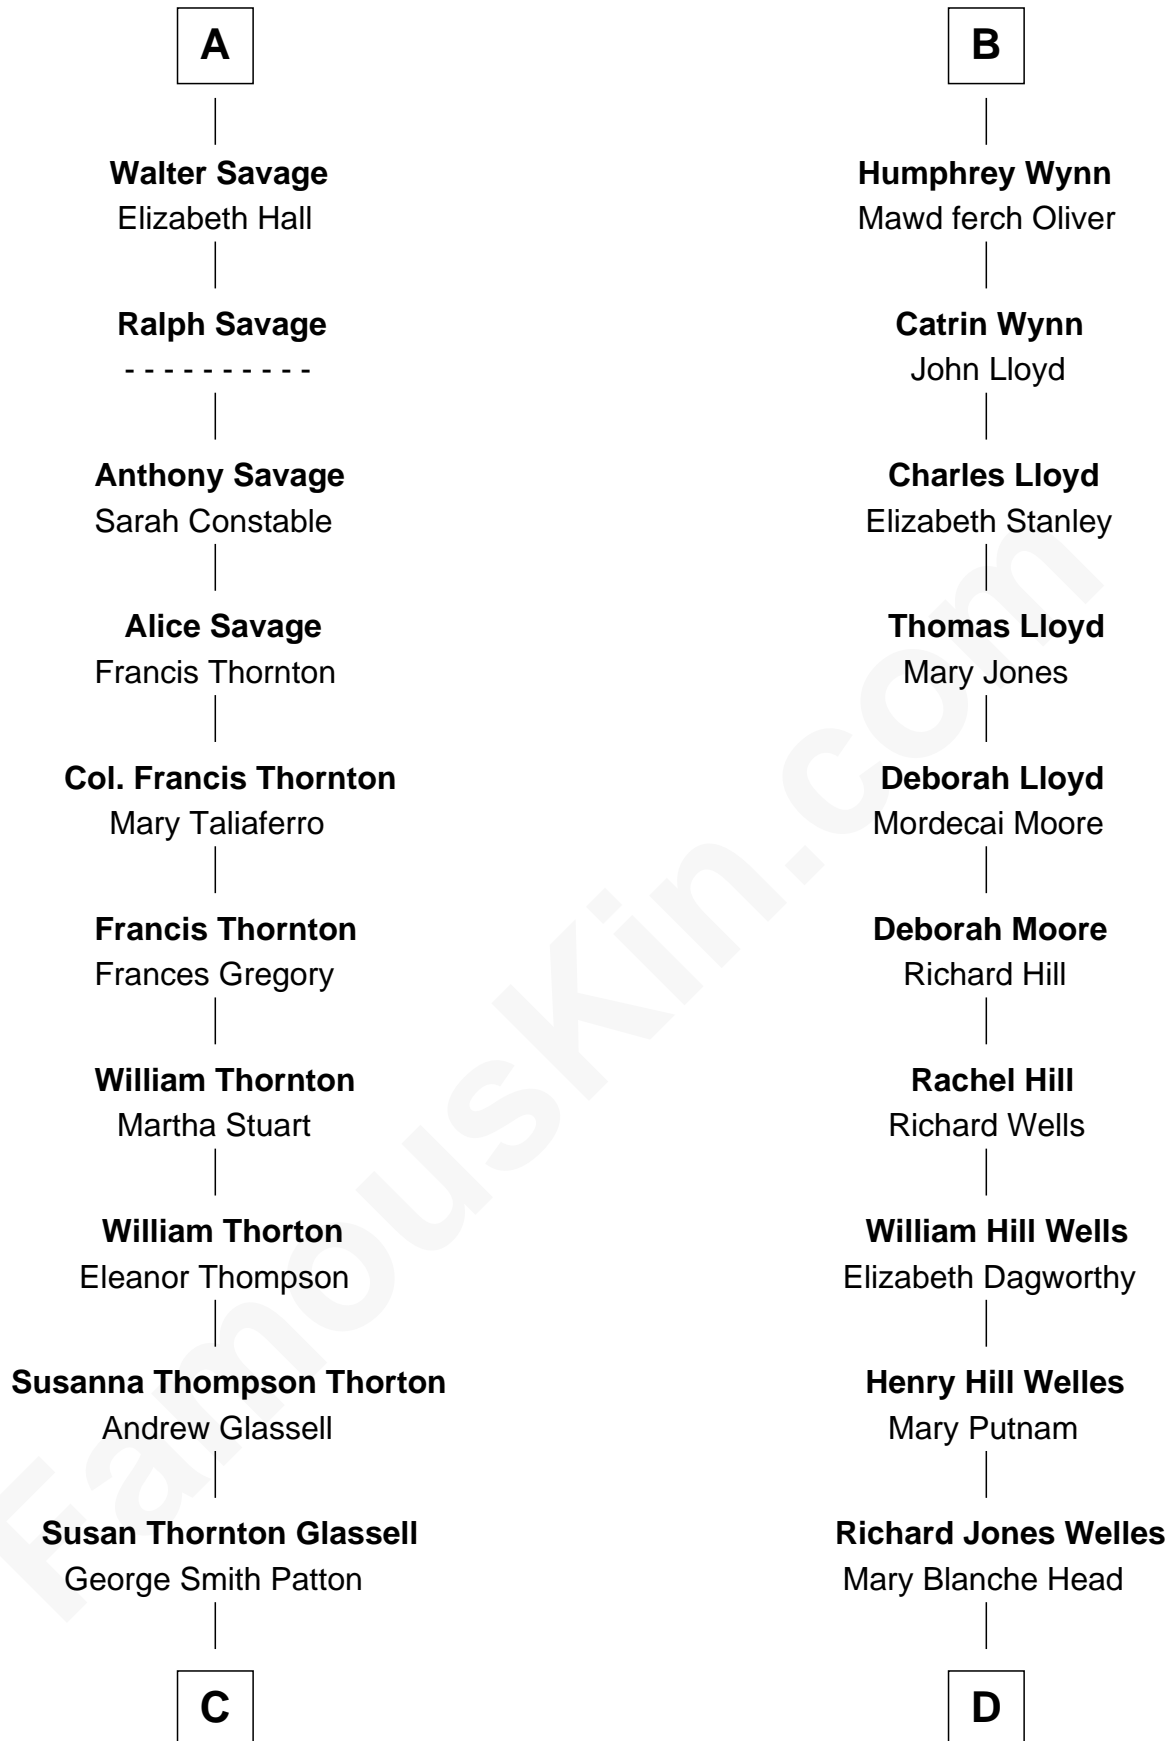 A
Walter Savage
Elizabeth Hall
Ralph Savage
- - - - - - - - - -
Anthony Savage
Sarah Constable
Alice Savage
Francis Thornton
Col. Francis Thornton
Mary Taliaferro
Francis Thornton
Frances Gregory
William Thornton
Martha Stuart
William Thorton
Eleanor Thompson
Susanna Thompson Thorton
Andrew Glassell
Susan Thornton Glassell
George Smith Patton
C
B
Humphrey Wynn
Mawd ferch Oliver
Catrin Wynn
John Lloyd
Charles Lloyd
Elizabeth Stanley
Thomas Lloyd
Mary Jones
Deborah Lloyd
Mordecai Moore
Deborah Moore
Richard Hill
Rachel Hill
Richard Wells
William Hill Wells
Elizabeth Dagworthy
Henry Hill Welles
Mary Putnam
Richard Jones Welles
Mary Blanche Head
D
FamousKin.com